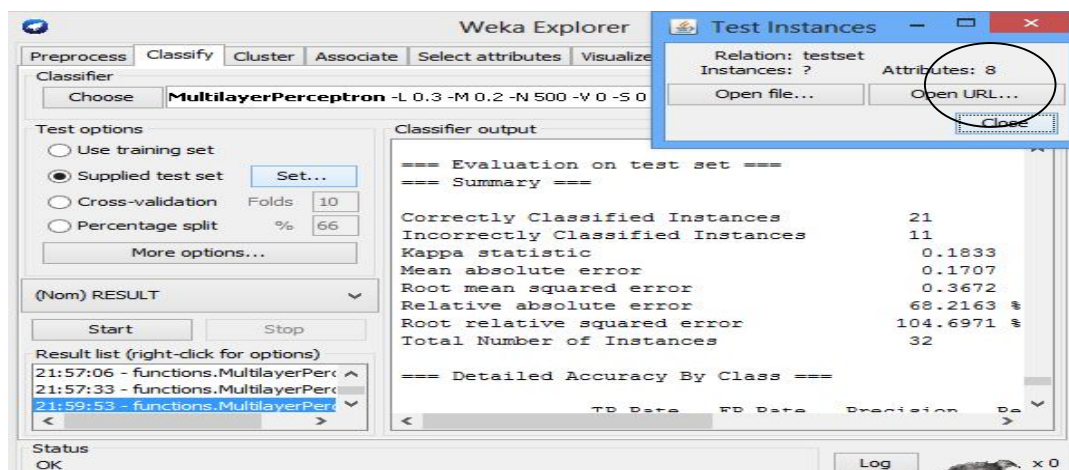 Weka Explorer
Preprocess Classify Cluster Associate Select attributes Visualize
Classifier
Choose MultilayerPerceptron -L 0.3 -M 0.2 -N 500 -V 0 -S 0
Test options
Use training set
Supplied test set Set...
Cross-validation Folds 10
Percentage split % 66
More options...
(Nom) RESULT
Start Stop
Result list (right-click for options)
21:57:06 - functions.MultilayerPerc
21:57:33 - functions.MultilayerPerc
21:59:53 - functions.MultilayerPerc
Classifier output
=== Evaluation on test set ===
=== Summary ===
Correctly Classified Instances 21
Incorrectly Classified Instances 11
Kappa statistic 0.1833
Mean absolute error 0.1707
Root mean squared error 0.3672
Relative absolute error 68.2163 %
Root relative squared error 104.6971 %
Total Number of Instances 32
=== Detailed Accuracy By Class ===
TP Rate FP Rate Precision Re
Test Instances
Relation: testset
Instances: ? Attributes: 8
Open file... Open URL...
Close
Status
OK
Log x 0